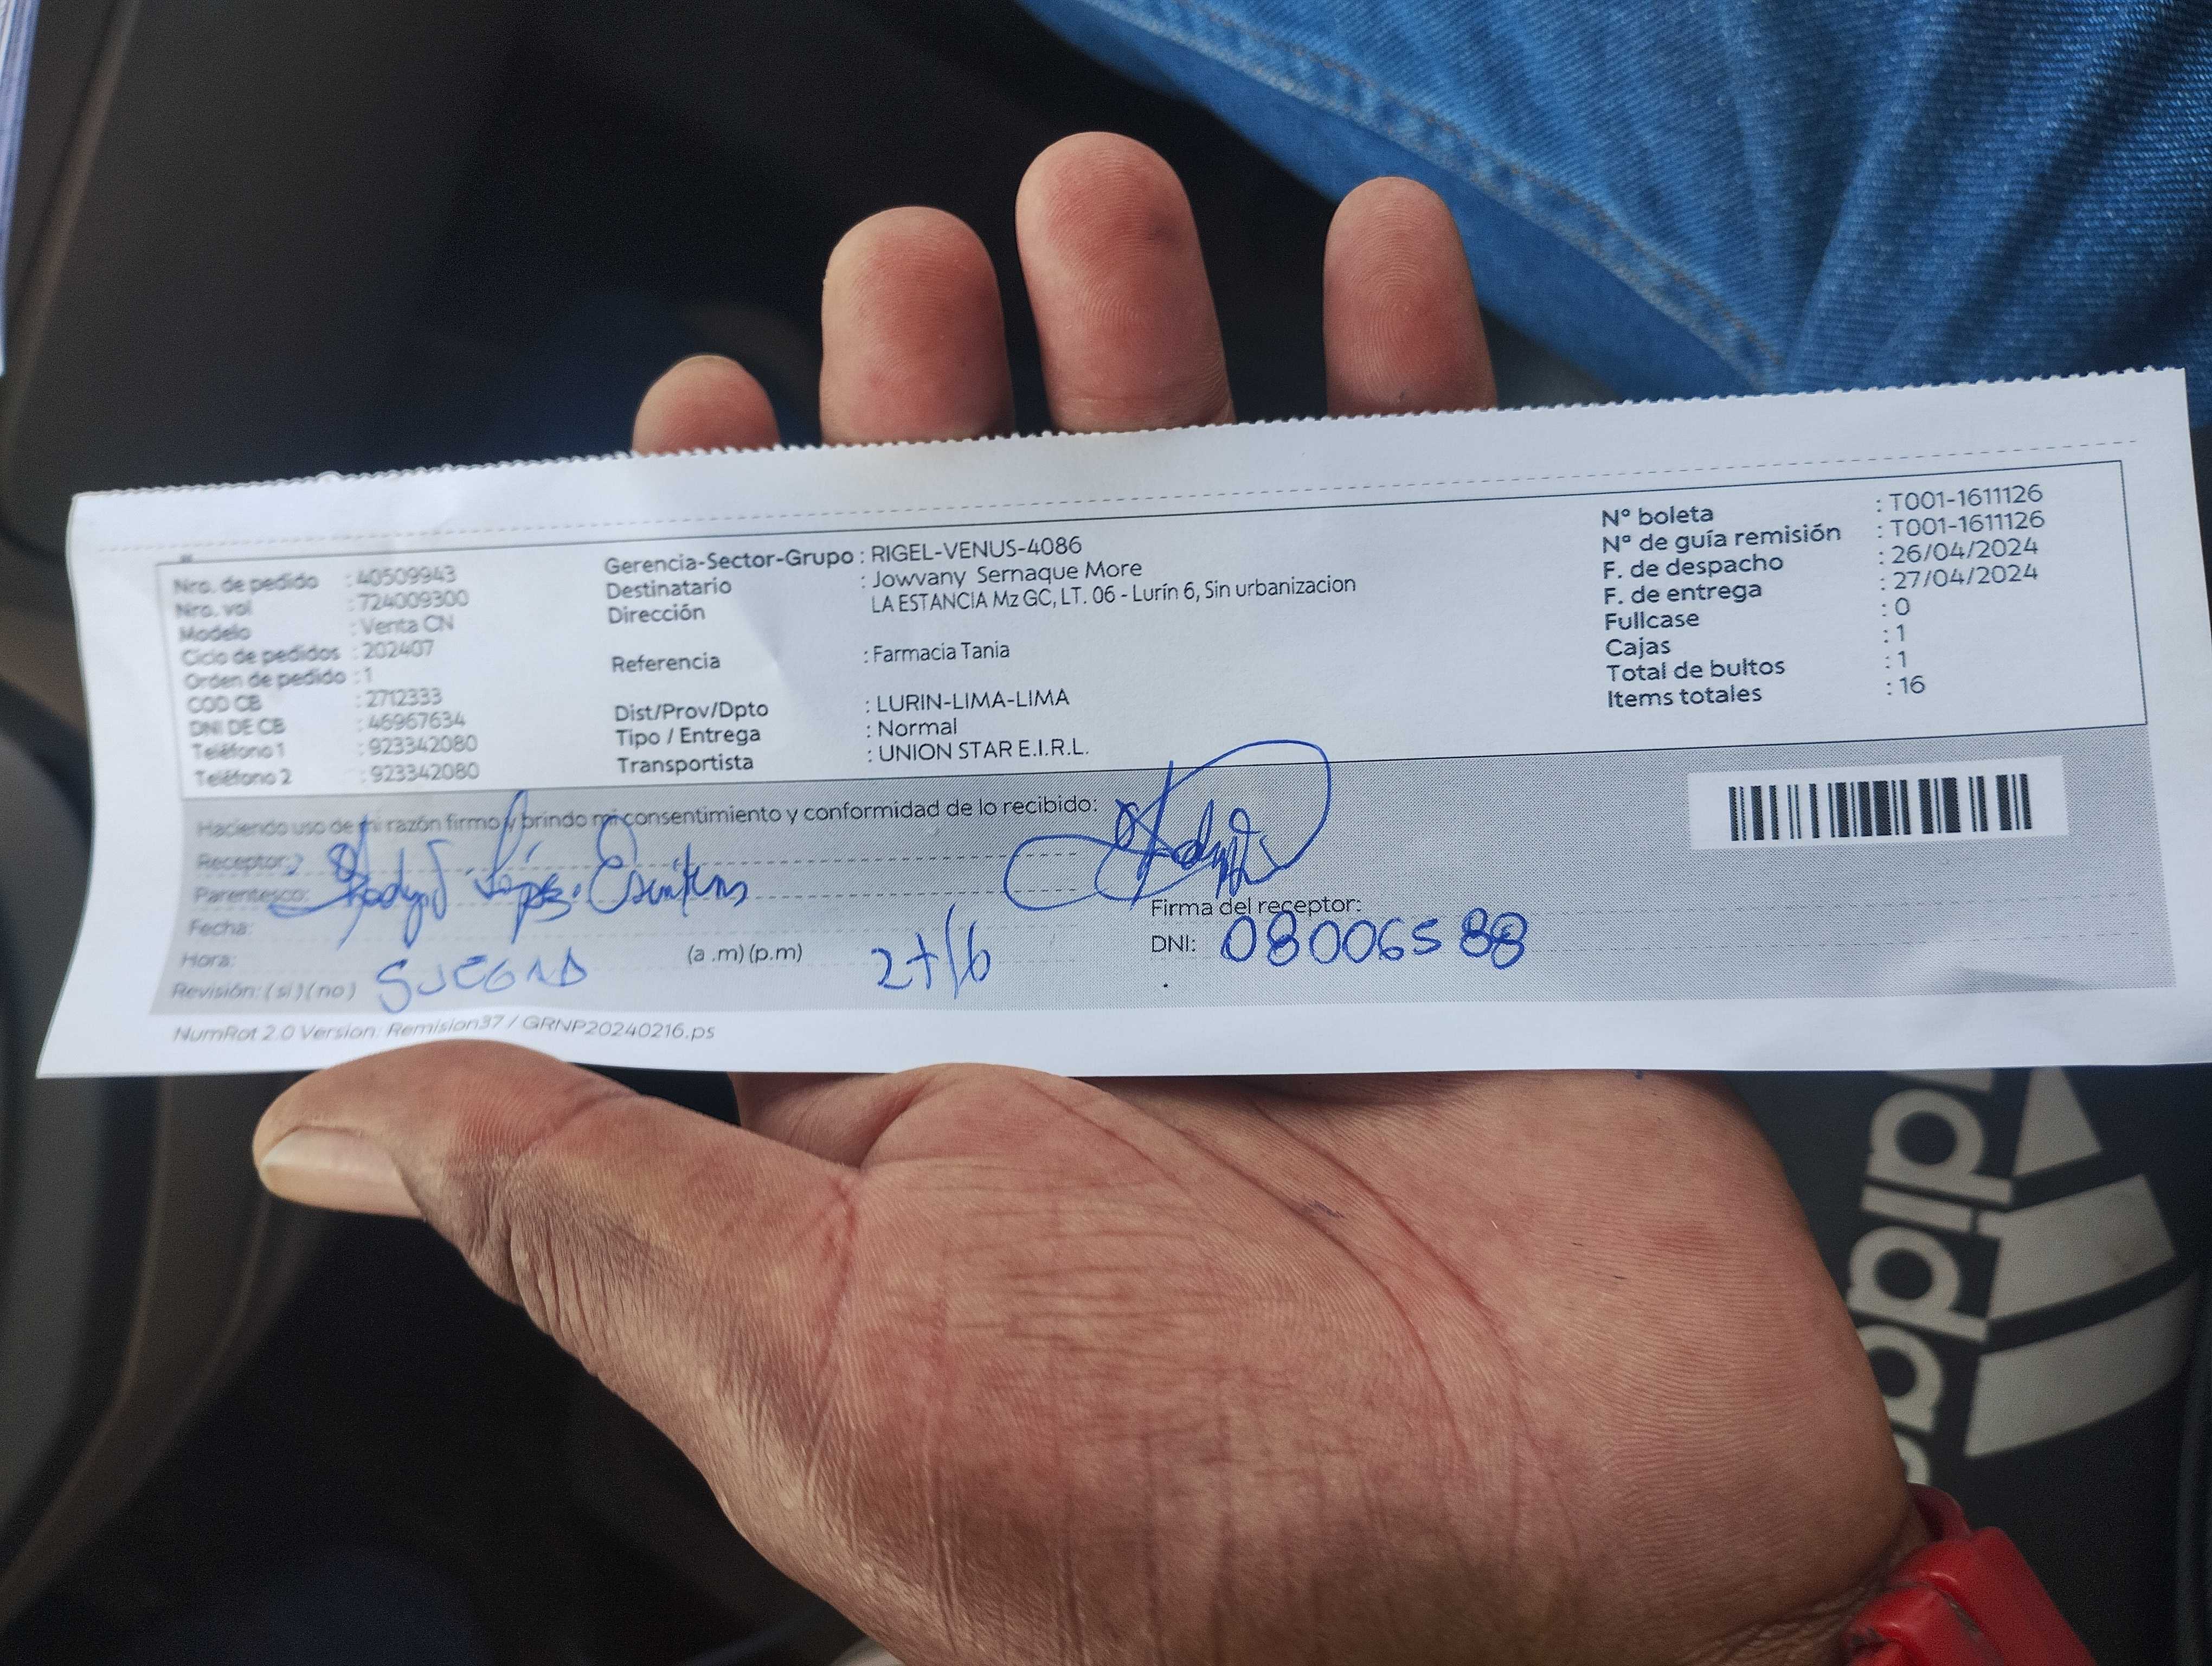 Nro. de pedido : 40509943
Nro. vol : 724009300
Modelo : Venta CN
Ciclo de pedidos : 202407
Orden de pedido : 1
COD CB : 2712333
DNI DE CB : 46967634
Teléfono 1 : 923342080
Teléfono 2 : 923342080
Gerencia-Sector-Grupo : RIGEL-VENUS-4086
Destinatario : Jowvany Sernaque More
Dirección LA ESTANCIA Mz GC, LT. 06 - Lurín 6, Sin urbanizacion
Referencia : Farmacia Tania
Dist/Prov/Dpto : LURIN-LIMA-LIMA
Tipo / Entrega : Normal
Transportista : UNION STAR E.I.R.L.
N° boleta : T001-1611126
N° de guía remisión : T001-1611126
F. de despacho : 26/04/2024
F. de entrega : 27/04/2024
Fullcase : 0
Cajas : 1
Total de bultos : 1
Items totales : 16
Haciendo uso de mi razón firmo y brindo mi consentimiento y conformidad de lo recibido:
Receptor:
Parentesco:
Fecha:
Hora: (a .m) (p.m)
Revisión: (si) (no)
Firma del receptor:
DNI: 08006588
NumRot 2.0 Version: Remision37 / GRNP20240216.ps
adidas